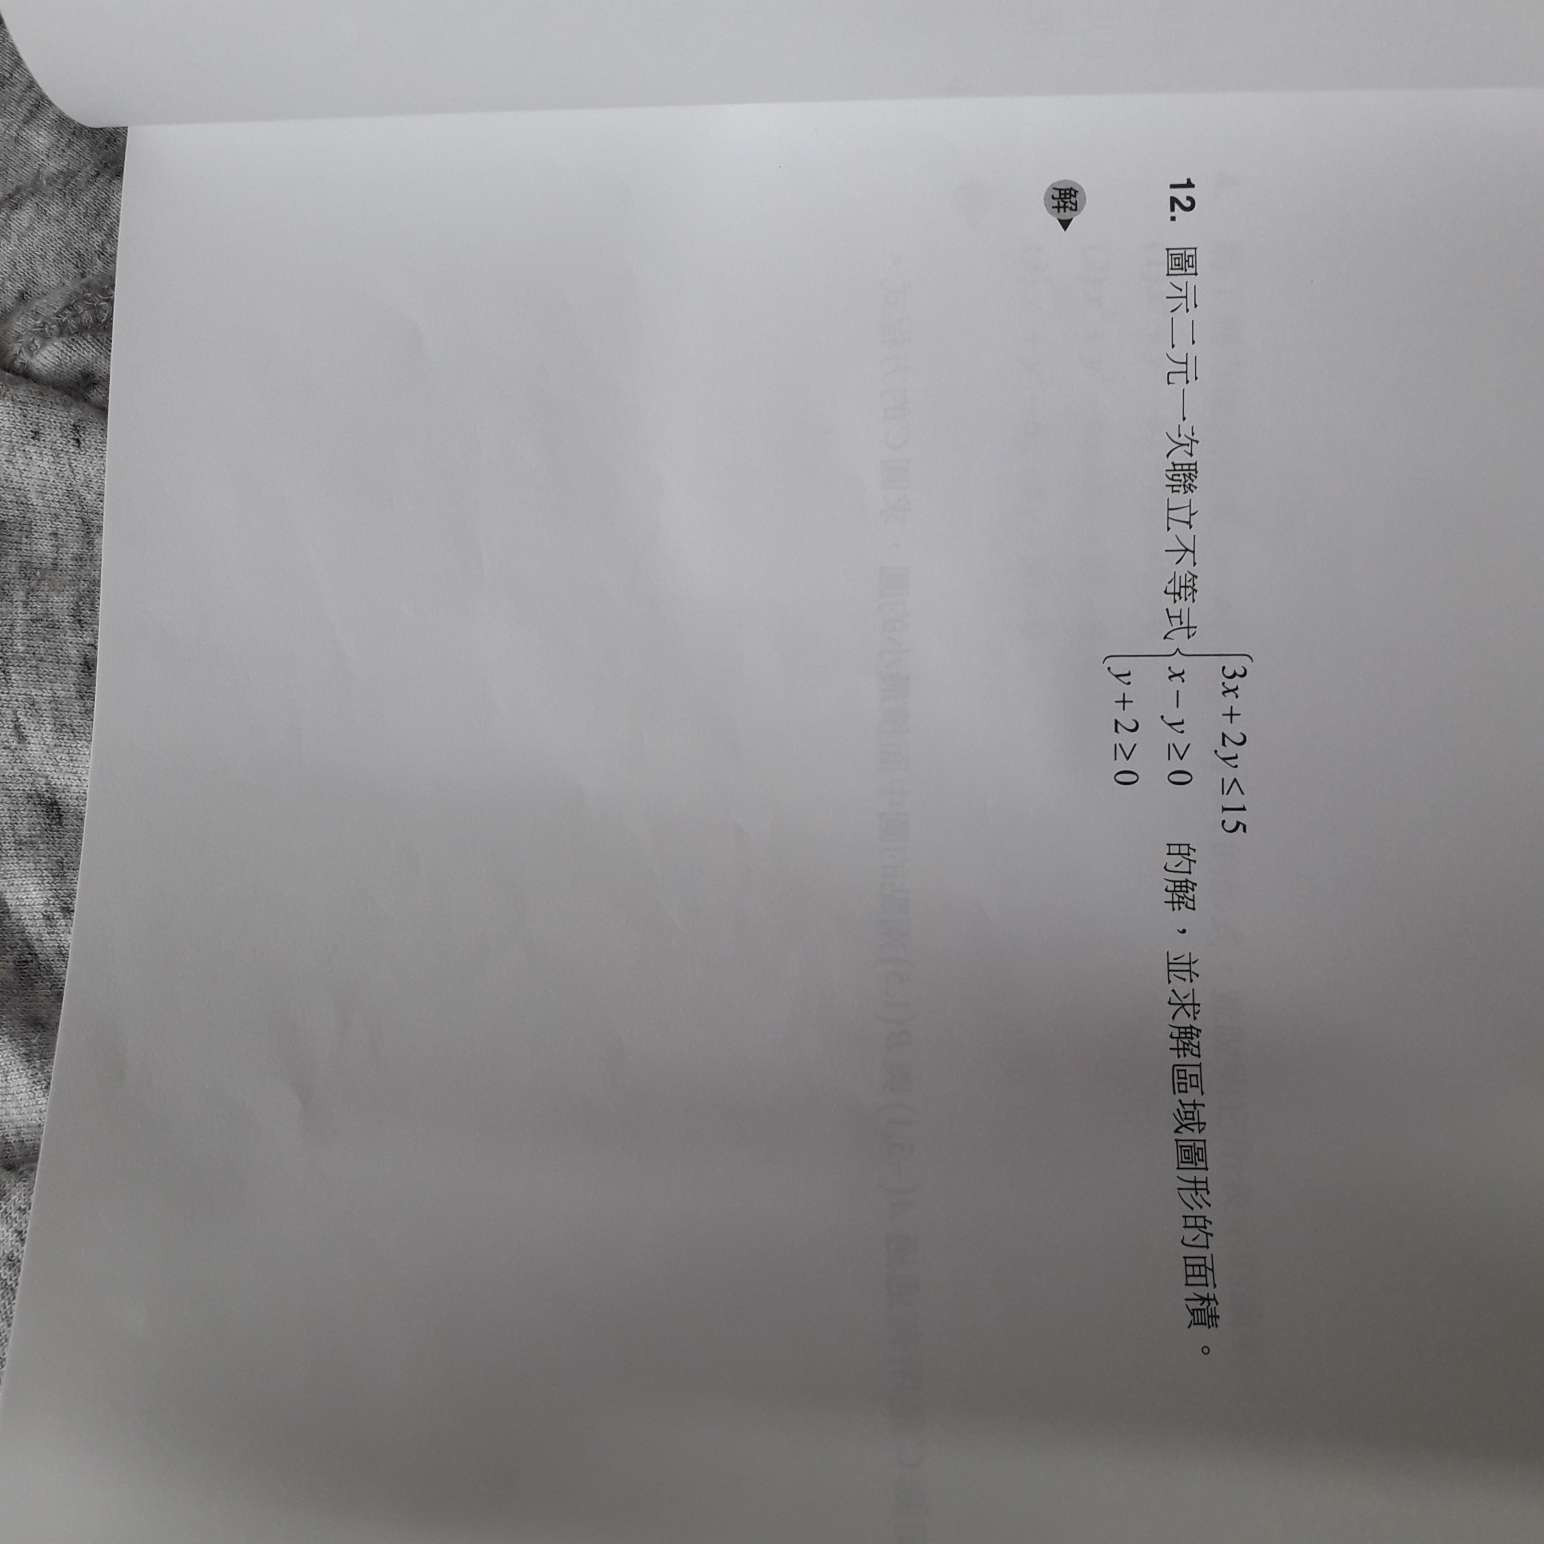 12. 圖示二元一次聯立不等式{3x+2y≤15 的解，並求解區域圖形的面積。
x−y≥0
y+2≥0
解